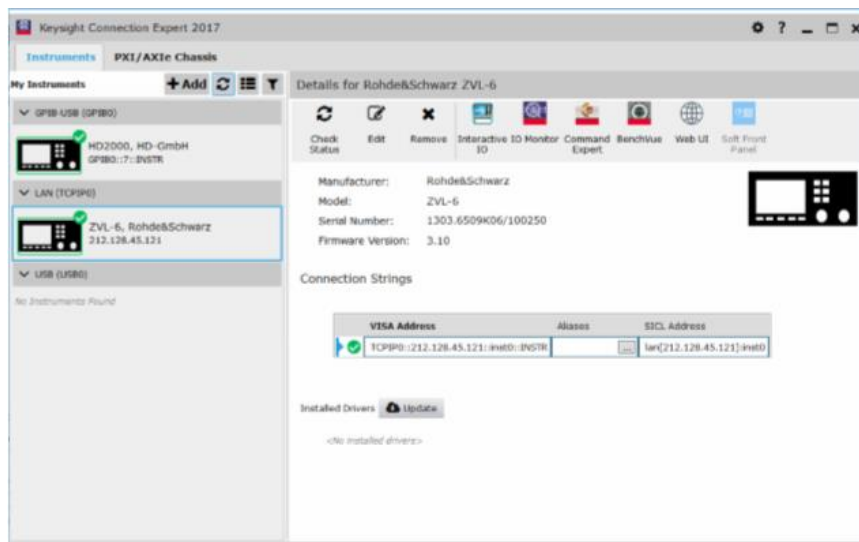 Keysight Connection Expert 2017
Instruments PXI/AXIe Chassis
My Instruments Add
GPIB-USB (GPIB0)
HD2000, HD-GmbH
GPIB0::7::INSTR
LAN (TCPIP0)
ZVL-6, Rohde&Schwarz
212.128.45.121
USB (USB0)
No Instruments Found
Details for Rohde&Schwarz ZVL-6
Check Status Edit Remove Interactive IO IO Monitor Command Expert BenchVue Web UI Soft Front Panel
Manufacturer: Rohde&Schwarz
Model: ZVL-6
Serial Number: 1303.6509K06/100250
Firmware Version: 3.10
Connection Strings
VISA Address Aliases SICL Address
TCPIP0::212.128.45.121::inst0::INSTR ... lan[212.128.45.121]:inst0
Installed Drivers Update
<No installed drivers>